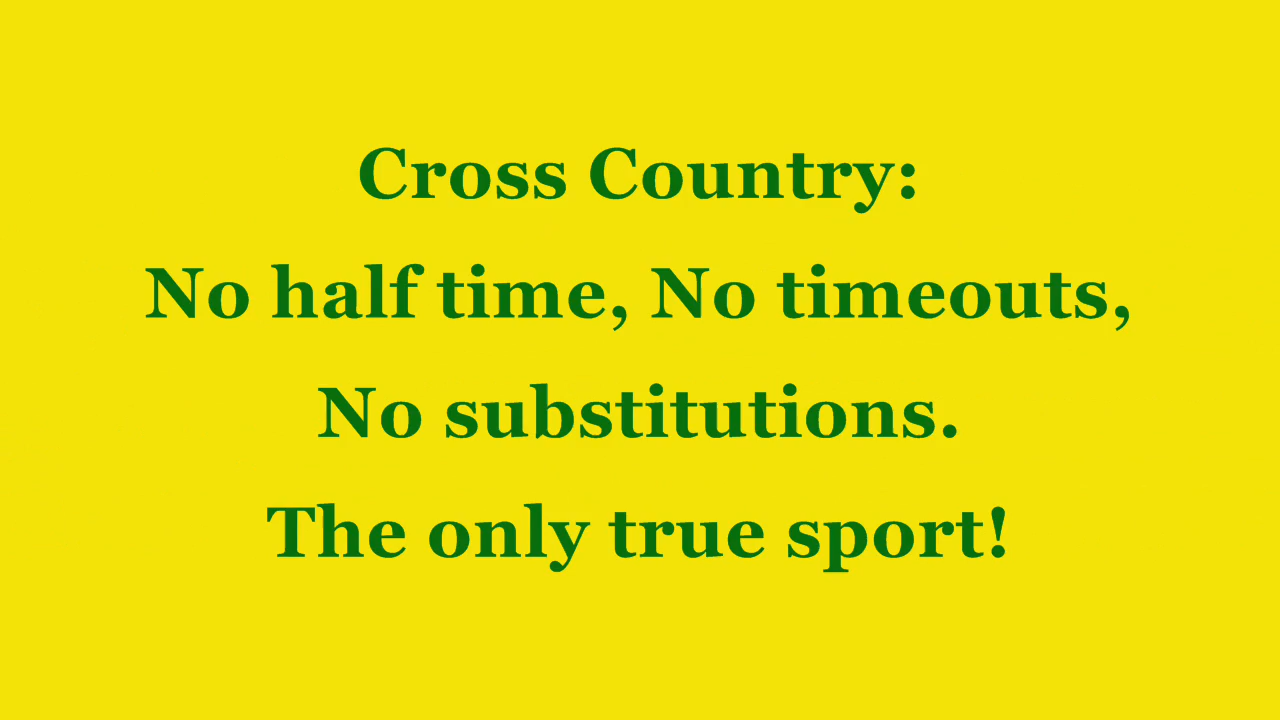 Cross Country:
No half time, No timeouts,
No substitutions.
The only true sport!